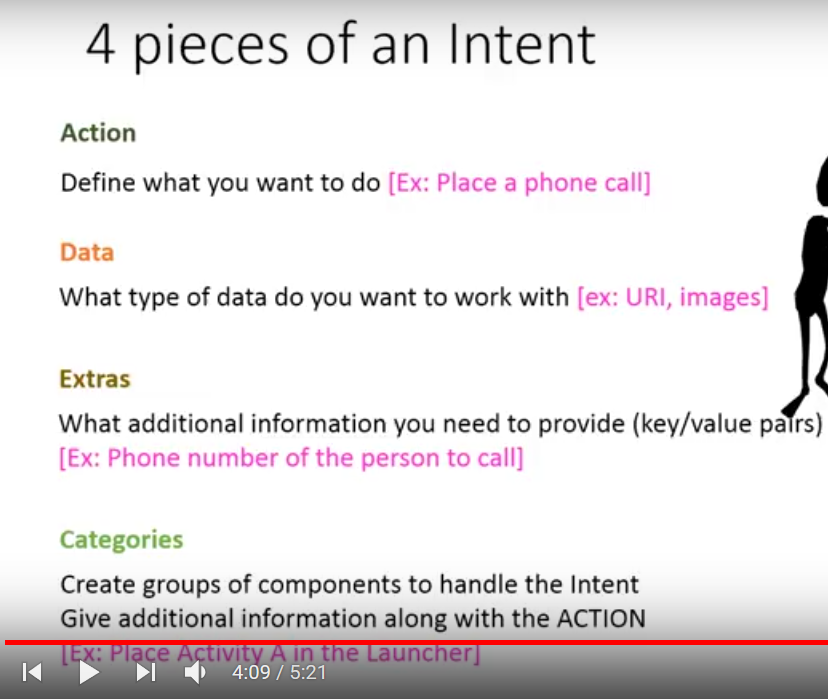 4 pieces of an Intent
Action
Define what you want to do [Ex: Place a phone call]
Data
What type of data do you want to work with [ex: URI, images]
Extras
What additional information you need to provide (key/value pairs)
[Ex: Phone number of the person to call]
Categories
Create groups of components to handle the Intent
Give additional information along with the ACTION
[Ex: Place Activity A in the Launcher]
4:09 / 5:21